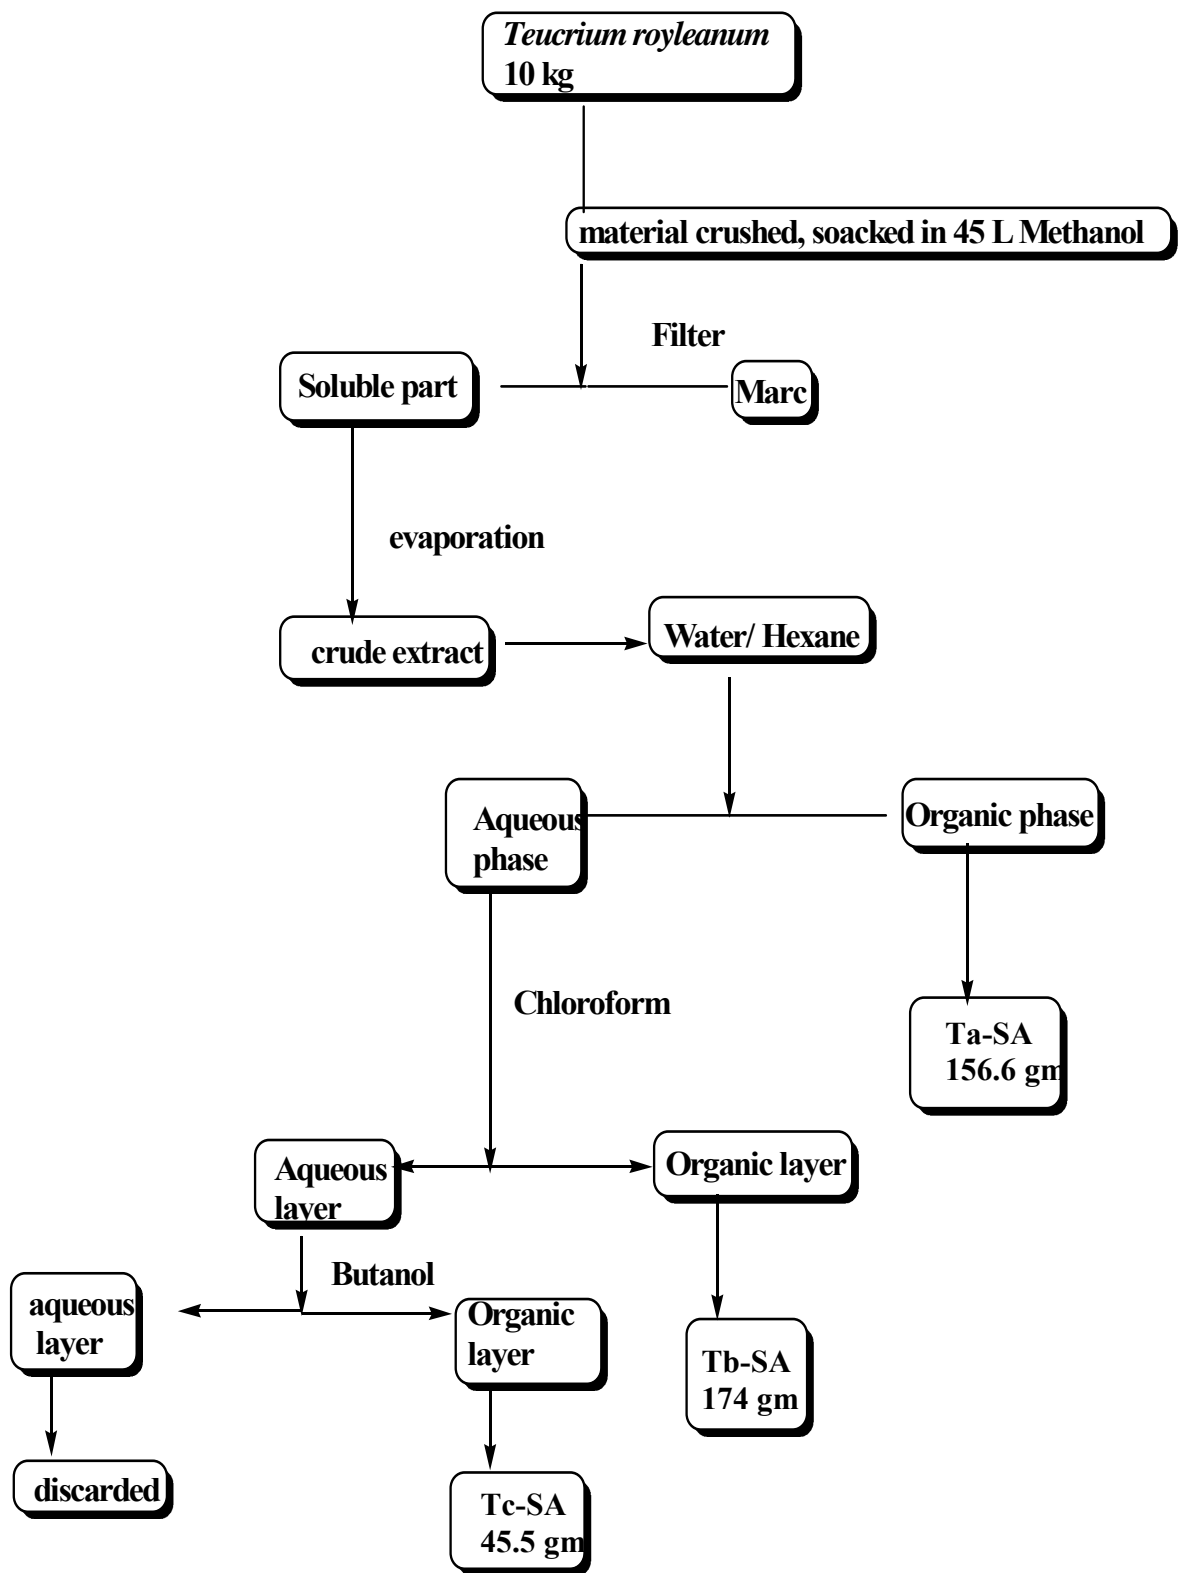 Teucrium royleanum
10 kg
material crushed, soacked in 45 L Methanol
Filter
Soluble part
Marc
evaporation
crude extract
Water/ Hexane
Aqueous
phase
Organic phase
Chloroform
Ta-SA
156.6 gm
Aqueous
layer
Organic layer
Butanol
aqueous
layer
Organic
layer
Tb-SA
174 gm
discarded
Tc-SA
45.5 gm